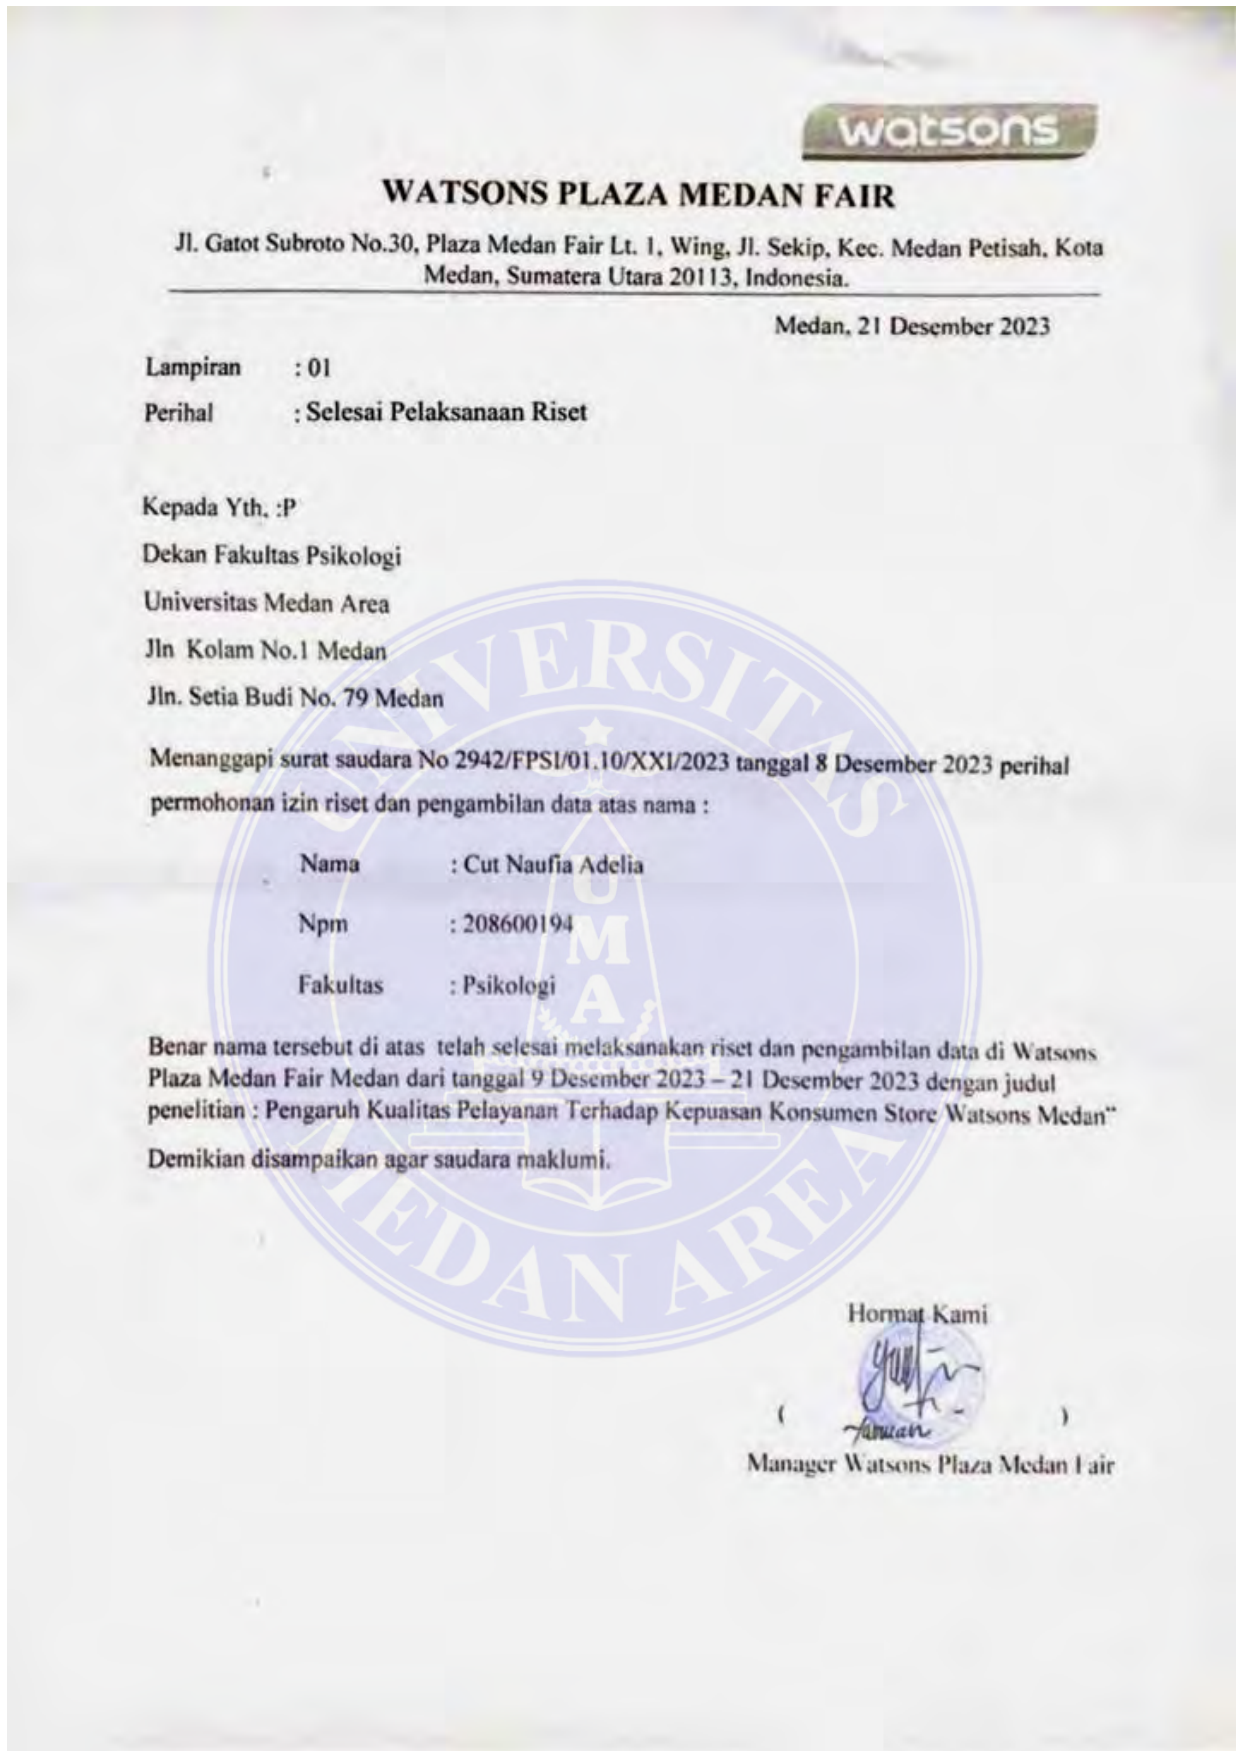 watsons
WATSONS PLAZA MEDAN FAIR
Jl. Gatot Subroto No.30, Plaza Medan Fair Lt. 1, Wing, Jl. Sekip, Kec. Medan Petisah, Kota
Medan, Sumatera Utara 20113, Indonesia.
Medan, 21 Desember 2023
Lampiran : 01
Perihal : Selesai Pelaksanaan Riset
Kepada Yth, :P
Dekan Fakultas Psikologi
Universitas Medan Area
Jln Kolam No.1 Medan
Jln. Setia Budi No. 79 Medan
Menanggapi surat saudara No 2942/FPSI/01.10/XXI/2023 tanggal 8 Desember 2023 perihal
permohonan izin riset dan pengambilan data atas nama :
Nama : Cut Naufia Adelia
Npm : 208600194
Fakultas : Psikologi
Benar nama tersebut di atas telah selesai melaksanakan riset dan pengambilan data di Watsons
Plaza Medan Fair Medan dari tanggal 9 Desember 2023 – 21 Desember 2023 dengan judul
penelitian : Pengaruh Kualitas Pelayanan Terhadap Kepuasan Konsumen Store Watsons Medan“
Demikian disampaikan agar saudara maklumi.
Hormat Kami
( )
Manager Watsons Plaza Medan Fair
UNIVERSITAS
UMA
MEDAN AREA